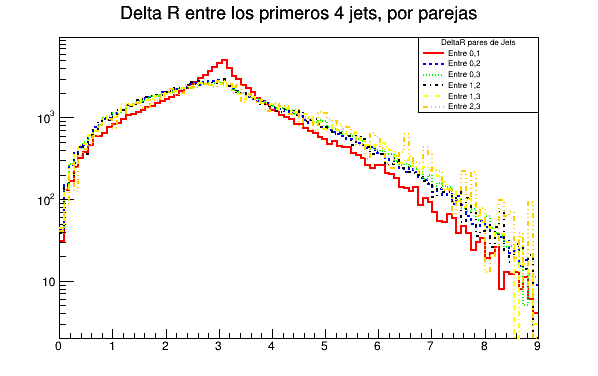 Delta R entre los primeros 4 jets, por parejas
DeltaR pares de Jets
Entre 0,1
Entre 0,2
Entre 0,3
Entre 1,2
Entre 1,3
Entre 2,3
10³
10²
10
0 1 2 3 4 5 6 7 8 9